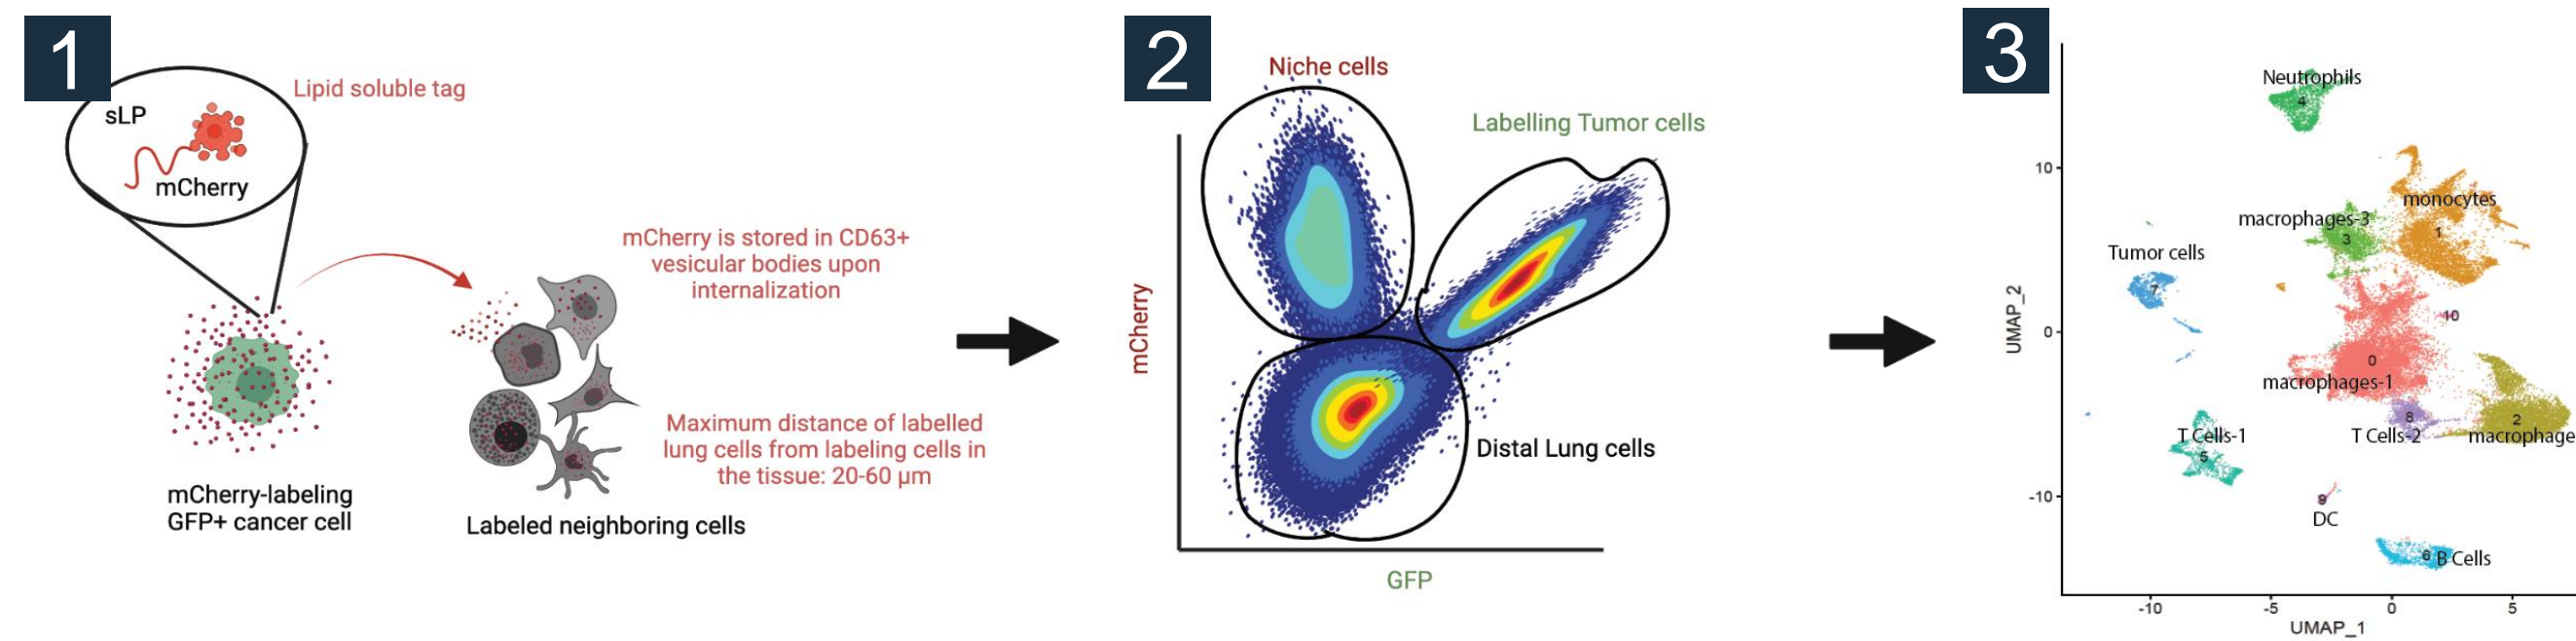 1
Lipid soluble tag
sLP
mCherry
mCherry is stored in CD63+
vesicular bodies upon
internalization
Maximum distance of labelled
lung cells from labeling cells in
the tissue: 20-60 µm
mCherry-labeling
GFP+ cancer cell
Labeled neighboring cells
2
Niche cells
Labelling Tumor cells
mCherry
Distal Lung cells
GFP
3
Neutrophils
4
10
monocytes
macrophages-3
1
3
Tumor cells
7
UMAP_2
10
0
0
macrophages-1
8
2
T Cells-1
T Cells-2
macrophage
5
-10
9
DC
6
B Cells
-10
-5
0
5
UMAP_1